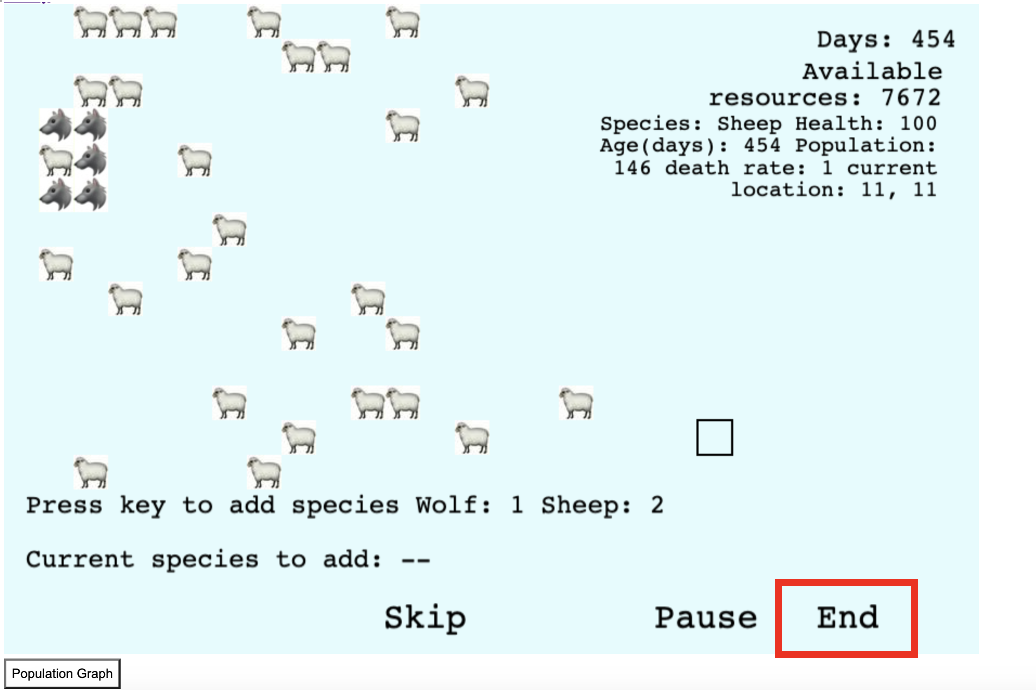 Days: 454
Available
resources: 7672
Species: Sheep Health: 100
Age(days): 454 Population:
146 death rate: 1 current
location: 11, 11
Press key to add species Wolf: 1 Sheep: 2
Current species to add: --
Skip Pause End
Population Graph